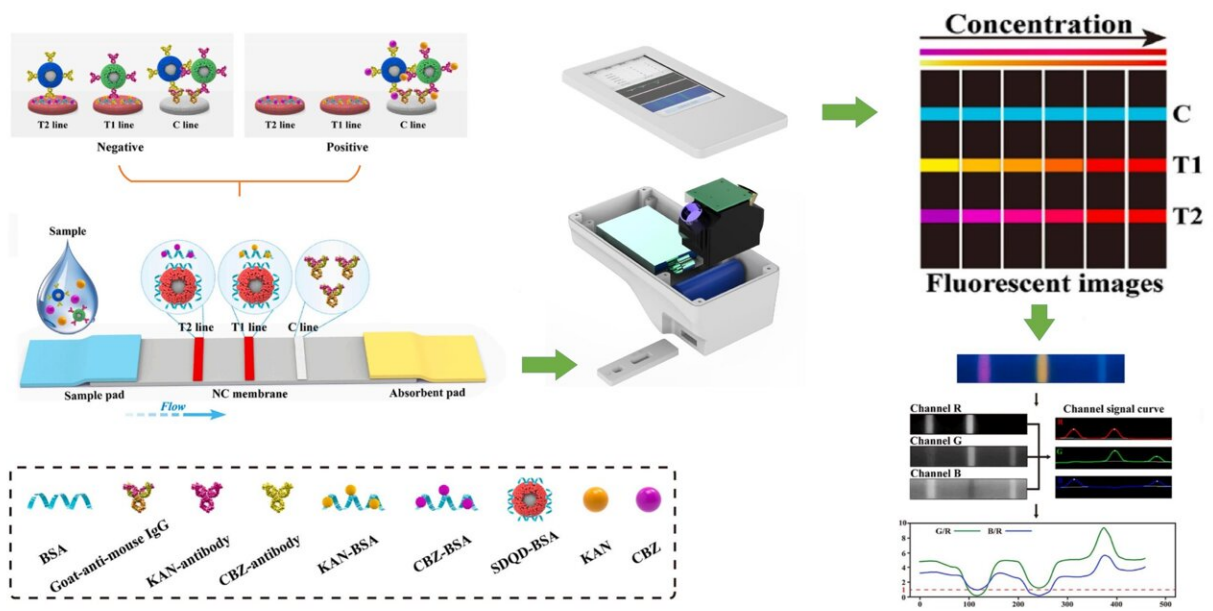 T2 line
T1 line
C line
Negative
T2 line
T1 line
C line
Positive
Sample
T2 line
T1 line
C line
Sample pad
NC membrane
Absorbent pad
Flow
BSA
Goat-anti-mouse IgG
KAN-antibody
CBZ-antibody
KAN-BSA
CBZ-BSA
SDQD-BSA
KAN
CBZ
Concentration
C
T1
T2
Fluorescent images
Channel R
Channel G
Channel B
Channel signal curve
R
G
G/R
B/R
10
8
6
4
2
1
0
0
100
200
300
400
500